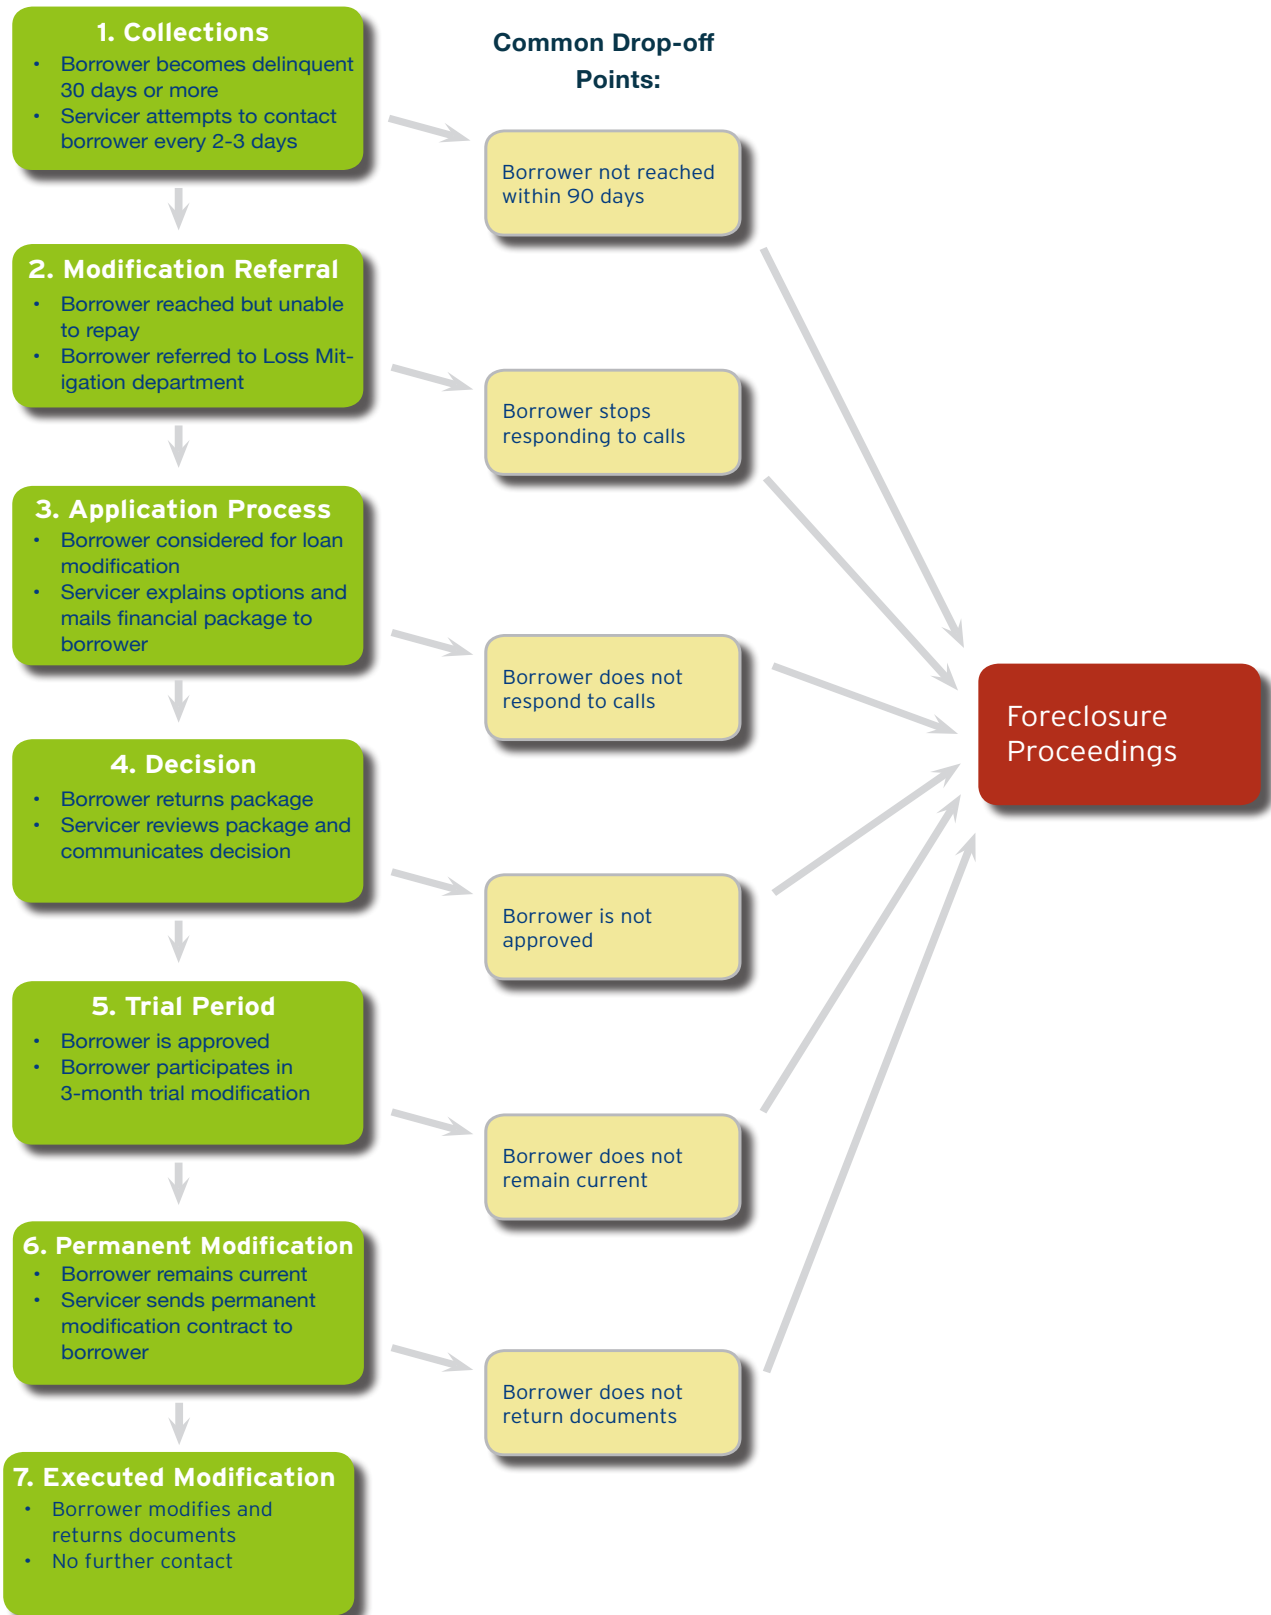 1. Collections
• Borrower becomes delinquent
30 days or more
• Servicer attempts to contact
borrower every 2-3 days
Common Drop-off
Points:
Borrower not reached
within 90 days
2. Modification Referral
• Borrower reached but unable
to repay
• Borrower referred to Loss Mit-
igation department
Borrower stops
responding to calls
3. Application Process
• Borrower considered for loan
modification
• Servicer explains options and
mails financial package to
borrower
Borrower does not
respond to calls
Foreclosure
Proceedings
4. Decision
• Borrower returns package
• Servicer reviews package and
communicates decision
Borrower is not
approved
5. Trial Period
• Borrower is approved
• Borrower participates in
3-month trial modification
Borrower does not
remain current
6. Permanent Modification
• Borrower remains current
• Servicer sends permanent
modification contract to
borrower
Borrower does not
return documents
7. Executed Modification
• Borrower modifies and
returns documents
• No further contact